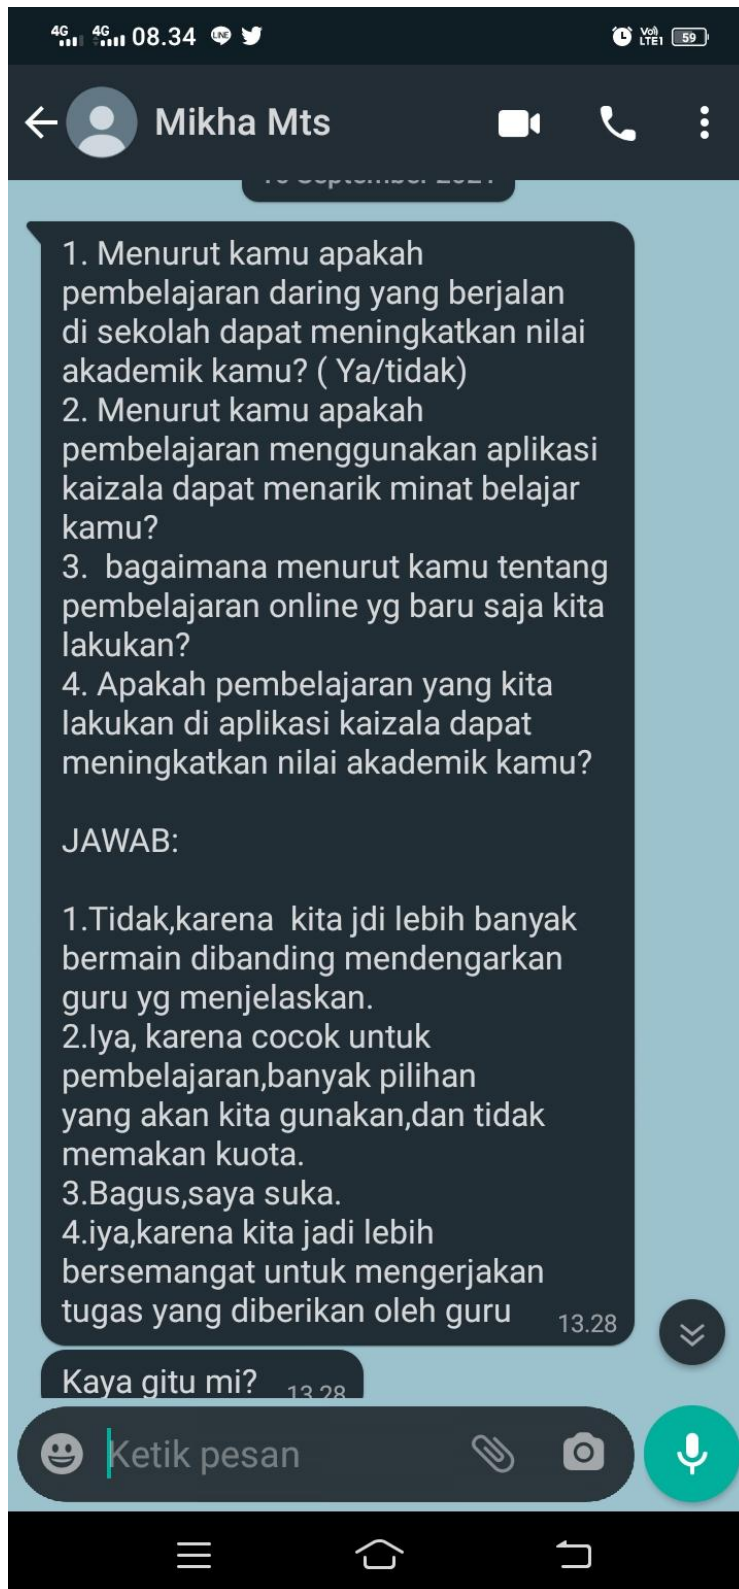 4G 4G 08.34 LINE Vo) LTE1 59
Mikha Mts
1. Menurut kamu apakah
pembelajaran daring yang berjalan
di sekolah dapat meningkatkan nilai
akademik kamu? ( Ya/tidak)
2. Menurut kamu apakah
pembelajaran menggunakan aplikasi
kaizala dapat menarik minat belajar
kamu?
3.  bagaimana menurut kamu tentang
pembelajaran online yg baru saja kita
lakukan?
4. Apakah pembelajaran yang kita
lakukan di aplikasi kaizala dapat
meningkatkan nilai akademik kamu?
JAWAB:
1.Tidak,karena  kita jdi lebih banyak
bermain dibanding mendengarkan
guru yg menjelaskan.
2.Iya, karena cocok untuk
pembelajaran,banyak pilihan
yang akan kita gunakan,dan tidak
memakan kuota.
3.Bagus,saya suka.
4.iya,karena kita jadi lebih
bersemangat untuk mengerjakan
tugas yang diberikan oleh guru 13.28
Kaya gitu mi? 13.28
Ketik pesan